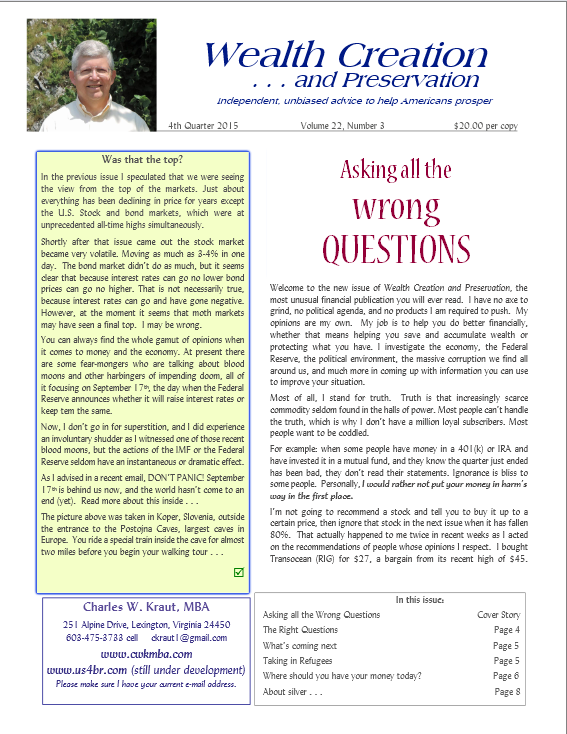 Wealth Creation
. . . and Preservation
Independent, unbiased advice to help Americans prosper
4th Quarter 2015 Volume 22, Number 3 $20.00 per copy
Was that the top?
In the previous issue I speculated that we were seeing
the view from the top of the markets. Just about
everything has been declining in price for years except
the U.S. Stock and bond markets, which were at
unprecedented all-time highs simultaneously.
Shortly after that issue came out the stock market
became very volatile. Moving as much as 3-4% in one
day. The bond market didn't do as much, but it seems
clear that because interest rates can go no lower bond
prices can go no higher. That is not necessarily true,
because interest rates can go and have gone negative.
However, at the moment it seems that moth markets
may have seen a final top. I may be wrong.
You can always find the whole gamut of opinions when
it comes to money and the economy. At present there
are some fear-mongers who are talking about blood
moons and other harbingers of impending doom, all of
it focusing on September 17th, the day when the Federal
Reserve announces whether it will raise interest rates or
keep tem the same.
Now, I don't go in for superstition, and I did experience
an involuntary shudder as I witnessed one of those recent
blood moons, but the actions of the IMF or the Federal
Reserve seldom have an instantaneous or dramatic effect.
As I advised in a recent email, DON'T PANIC! September
17th is behind us now, and the world hasn't come to an
end (yet). Read more about this inside . . .
The picture above was taken in Koper, Slovenia, outside
the entrance to the Postojna Caves, largest caves in
Europe. You ride a special train inside the cave for almost
two miles before you begin your walking tour . . .
Asking all the
wrong
QUESTIONS
Welcome to the new issue of Wealth Creation and Preservation, the
most unusual financial publication you will ever read. I have no axe to
grind, no political agenda, and no products I am required to push. My
opinions are my own. My job is to help you do better financially,
whether that means helping you save and accumulate wealth or
protecting what you have. I investigate the economy, the Federal
Reserve, the political environment, the massive corruption we find all
around us, and much more in coming up with information you can use
to improve your situation.
Most of all, I stand for truth. Truth is that increasingly scarce
commodity seldom found in the halls of power. Most people can't handle
the truth, which is why I don't have a million loyal subscribers. Most
people want to be coddled.
For example: when some people have money in a 401(k) or IRA and
have invested it in a mutual fund, and they know the quarter just ended
has been bad, they don't read their statements. Ignorance is bliss to
some people. Personally, I would rather not put your money in harm's
way in the first place.
I'm not going to recommend a stock and tell you to buy it up to a
certain price, then ignore that stock in the next issue when it has fallen
80%. That actually happened to me twice in recent weeks as I acted
on the recommendations of people whose opinions I respect. I bought
Transocean (RIG) for $27, a bargain from its recent high of $45.
Charles W. Kraut, MBA
251 Alpine Drive, Lexington, Virginia 24450
603-475-3733 cell ckraut1@gmail.com
www.cwkmba.com
www.us4br.com (still under development)
Please make sure I have your current e-mail address.
In this issue:
Asking all the Wrong Questions Cover Story
The Right Questions Page 4
What's coming next Page 5
Taking in Refugees Page 5
Where should you have your money today? Page 6
About silver . . . Page 8